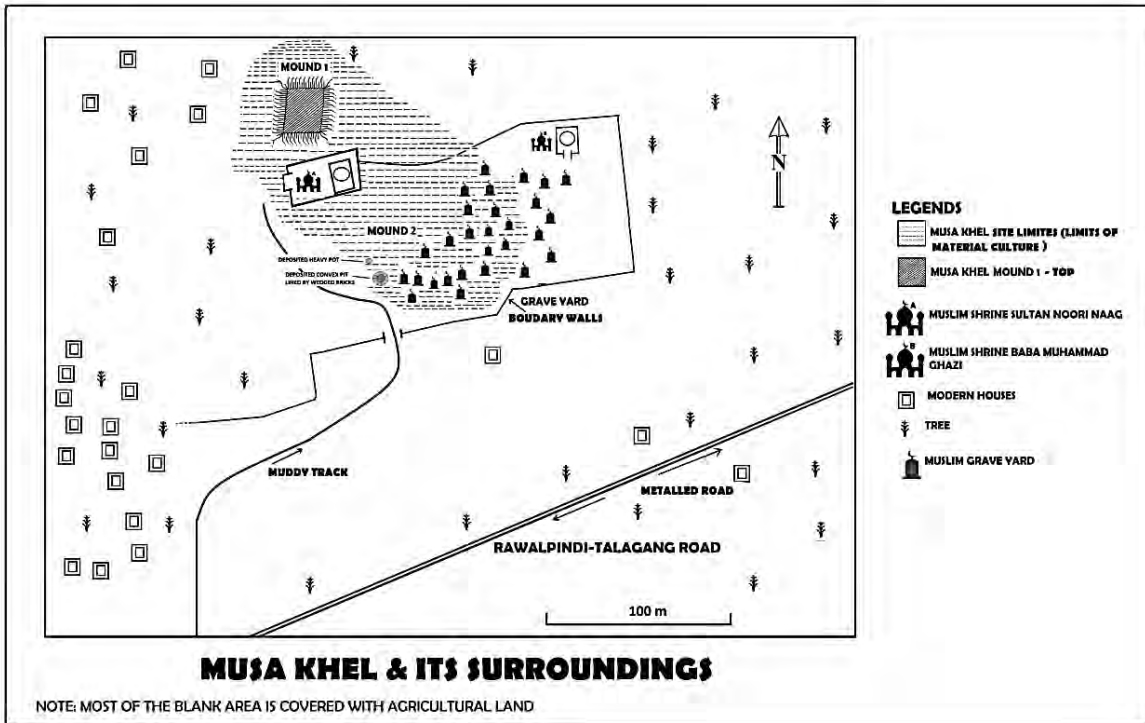 MOUND 1
A
B
N
MOUND 2
DEPOSITED HEAVY POT
DEPOSITED CONVEX PIT
LINED BY WEDGED BRICKS
GRAVE YARD
BOUDARY WALLS
MUDDY TRACK
METALLED ROAD
RAWALPINDI-TALAGANG ROAD
100 m
LEGENDS
MUSA KHEL SITE LIMITES (LIMITS OF
MATERIAL CULTURE )
MUSA KHEL MOUND 1 - TOP
A
MUSLIM SHRINE SULTAN NOORI NAAG
B
MUSLIM SHRINE BABA MUHAMMAD
GHAZI
MODERN HOUSES
TREE
MUSLIM GRAVE YARD
MUSA KHEL & ITS SURROUNDINGS
NOTE: MOST OF THE BLANK AREA IS COVERED WITH AGRICULTURAL LAND